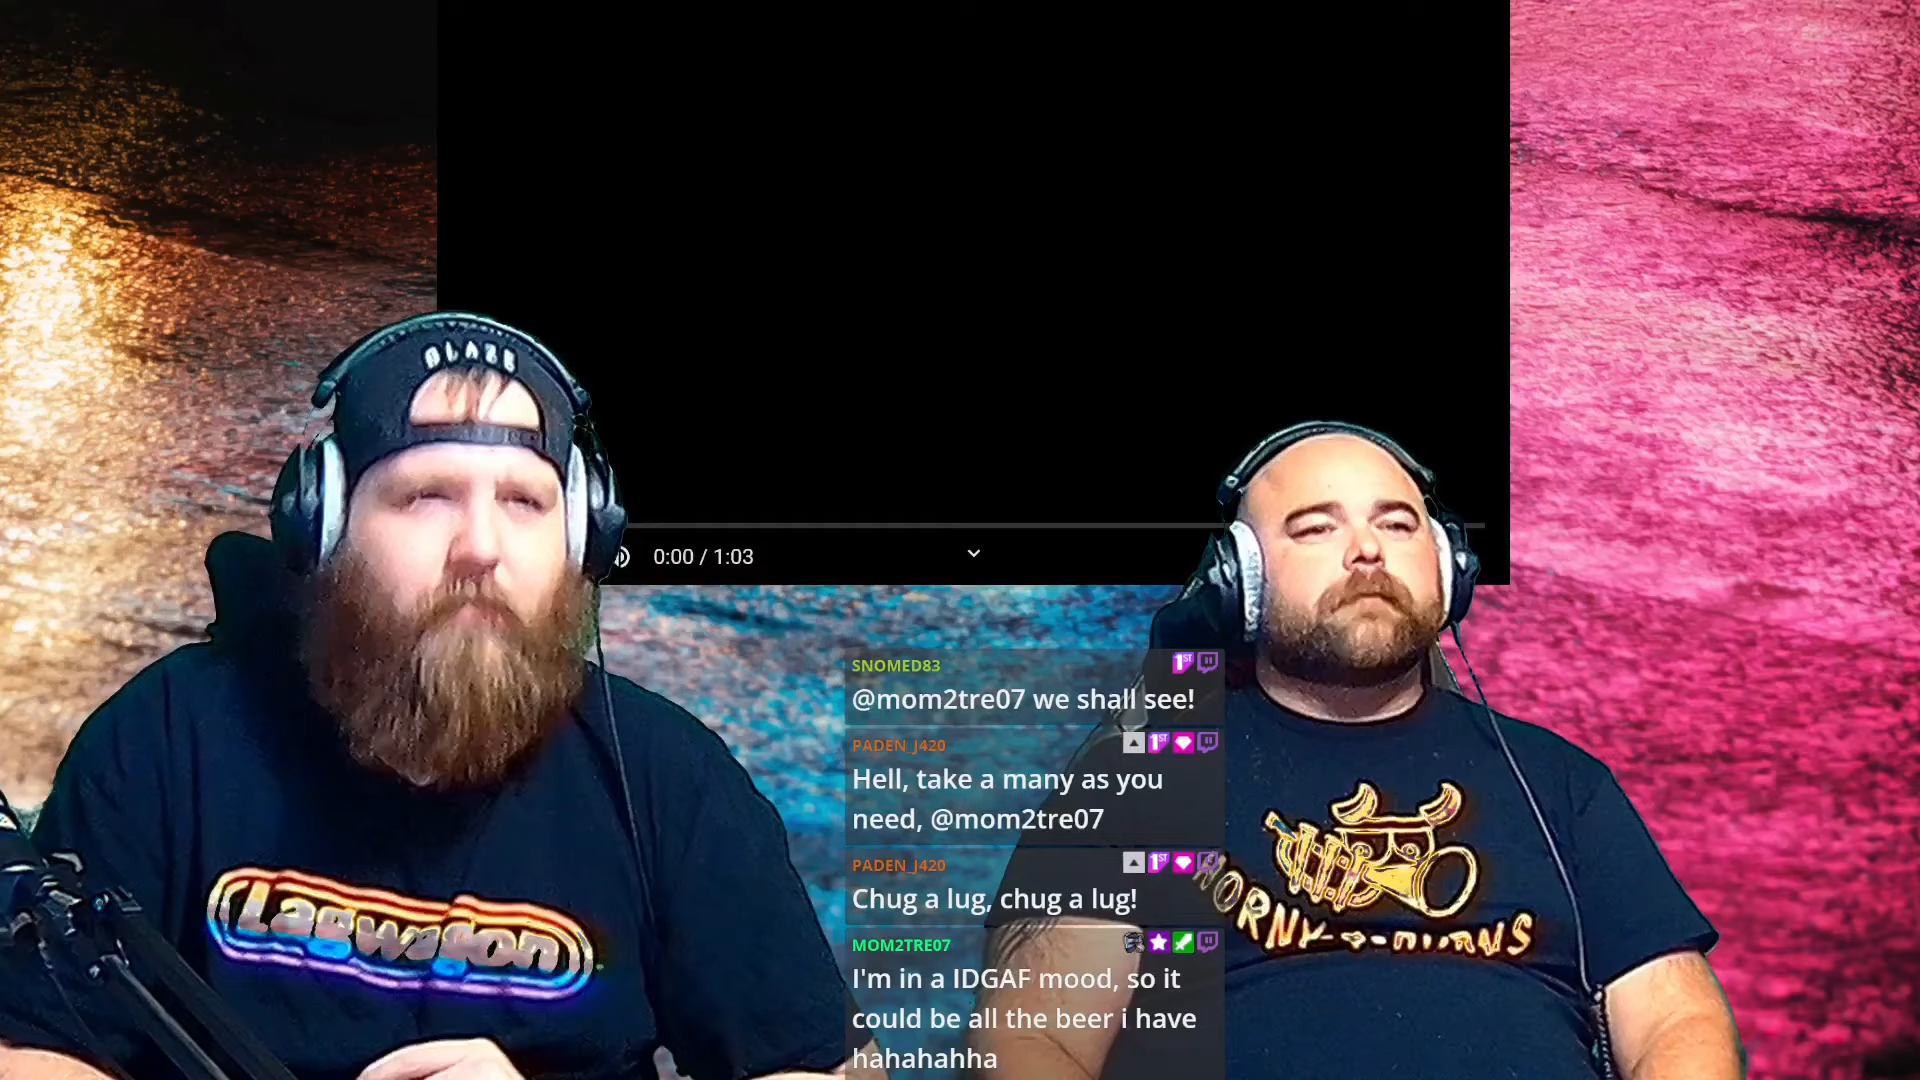 BLAZE
0:00 / 1:03
SNOMED83
@mom2tre07 we shall see!
PADEN_J420
Hell, take a many as you
need, @mom2tre07
PADEN_J420
Chug a lug, chug a lug!
MOM2TRE07
I'm in a IDGAF mood, so it
could be all the beer i have
hahahahha
Lagwagon